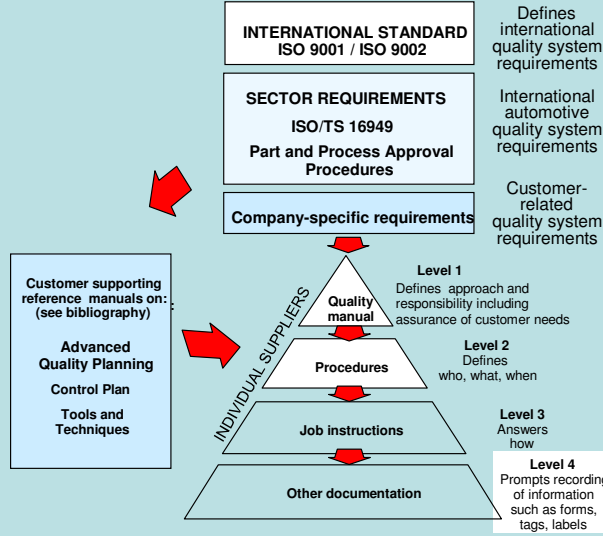 INTERNATIONAL STANDARD
ISO 9001 / ISO 9002
Defines
international
quality system
requirements
SECTOR REQUIREMENTS
ISO/TS 16949
Part and Process Approval
Procedures
International
automotive
quality system
requirements
Company-specific requirements
Customer-
related
quality system
requirements
Customer supporting
reference manuals on:
(see bibliography)
:
Advanced
Quality Planning
Control Plan
Tools and
Techniques
INDIVIDUAL SUPPLIERS
Quality
manual
Level 1
Defines approach and
responsibility including
assurance of customer needs
Procedures
Level 2
Defines
who, what, when
Job instructions
Level 3
Answers
how
Other documentation
Level 4
Prompts recording
of information
such as forms,
tags, labels